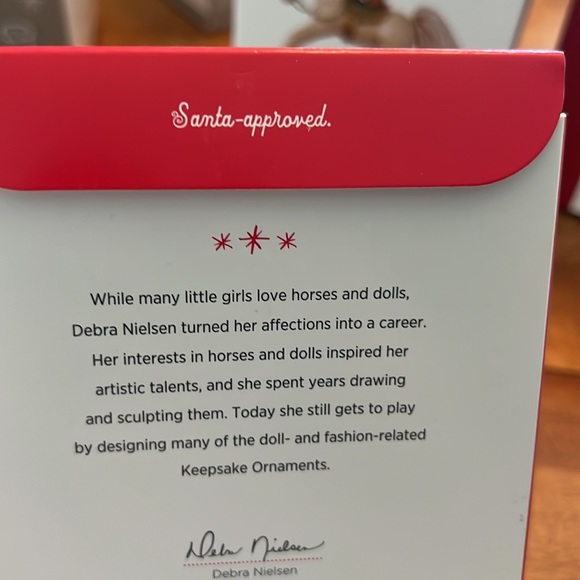 Santa-approved.
While many little girls love horses and dolls,
Debra Nielsen turned her affections into a career.
Her interests in horses and dolls inspired her
artistic talents, and she spent years drawing
and sculpting them. Today she still gets to play
by designing many of the doll- and fashion-related
Keepsake Ornaments.
Debra Nielsen
Debra Nielsen